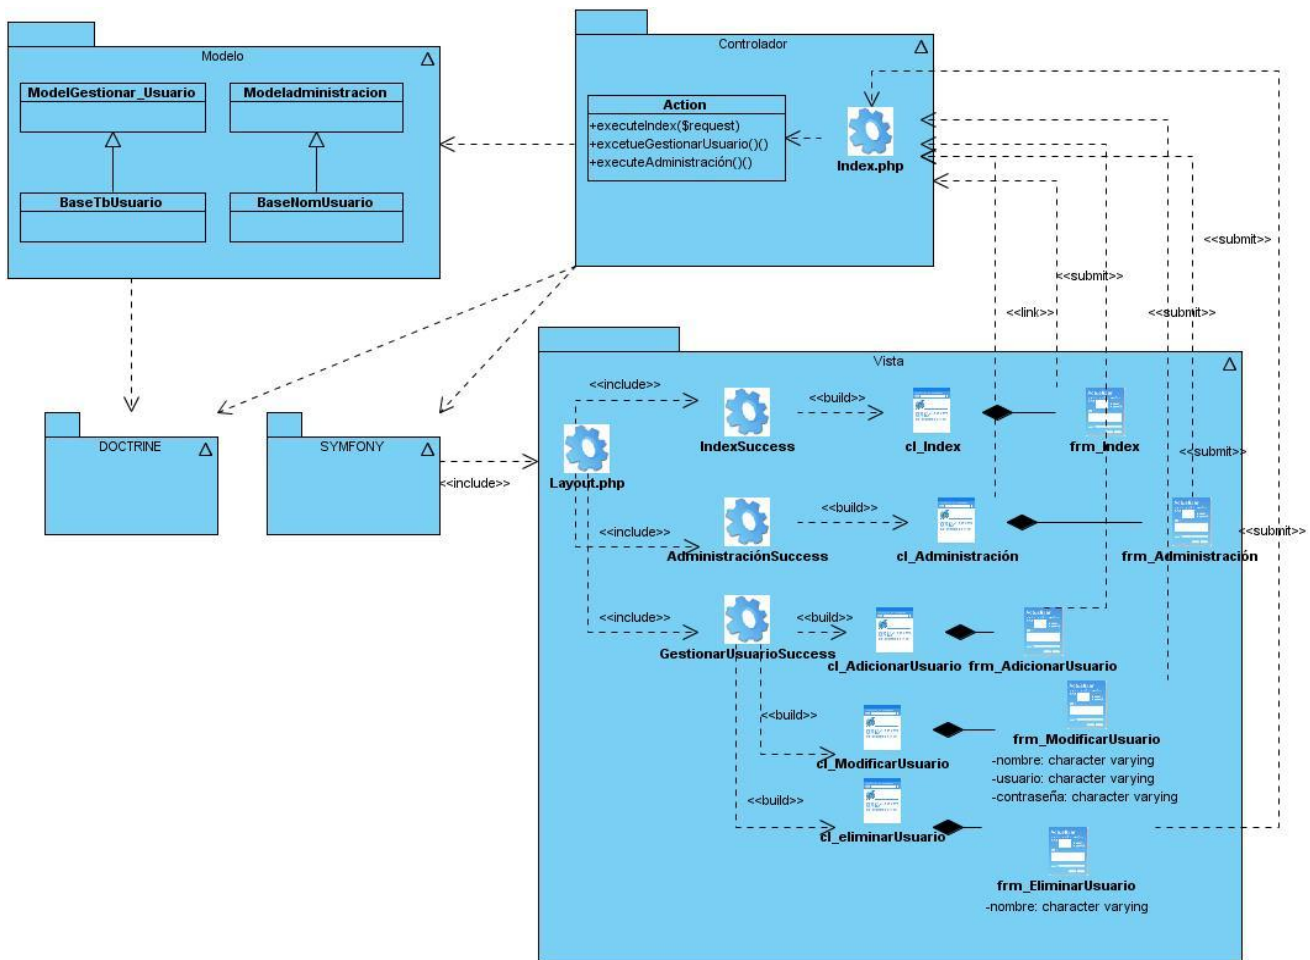 Modelo
ModelGestionar_Usuario
Modeladministracion
BaseTbUsuario
BaseNomUsuario
Controlador
Action
+executeIndex($request)
+excetueGestionarUsuario()()
+executeAdministración()()
Index.php
<<submit>>
<<submit>>
<<link>>
<<submit>>
DOCTRINE
SYMFONY
<<include>>
Vista
Layout.php
<<include>>
IndexSuccess
<<build>>
cl_Index
frm_Index
<<submit>>
<<include>>
AdministraciónSuccess
<<build>>
cl_Administración
frm_Administración
<<submit>>
<<include>>
GestionarUsuarioSuccess
<<build>>
cl_AdicionarUsuario
frm_AdicionarUsuario
<<build>>
cl_ModificarUsuario
frm_ModificarUsuario
-nombre: character varying
-usuario: character varying
-contraseña: character varying
<<build>>
cl_eliminarUsuario
frm_EliminarUsuario
-nombre: character varying